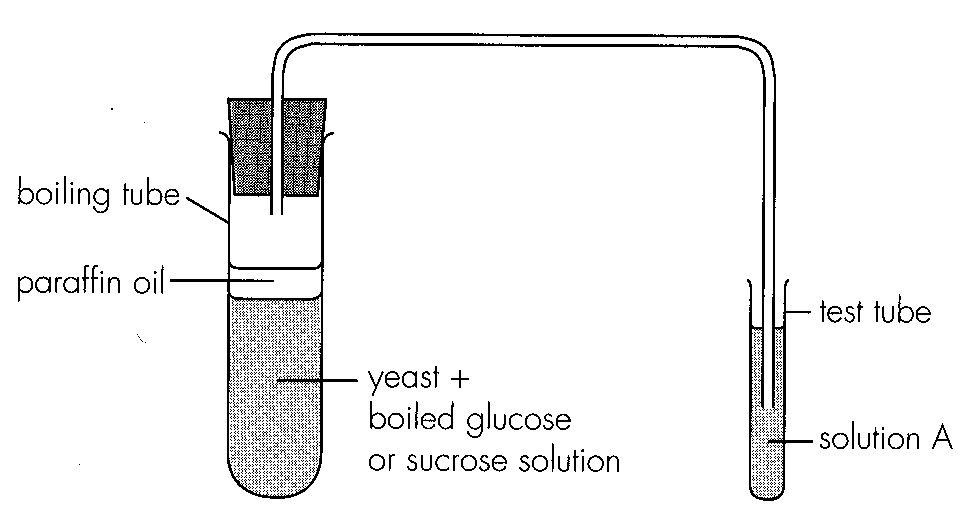 boiling tube
paraffin oil
yeast +
boiled glucose
or sucrose solution
test tube
solution A